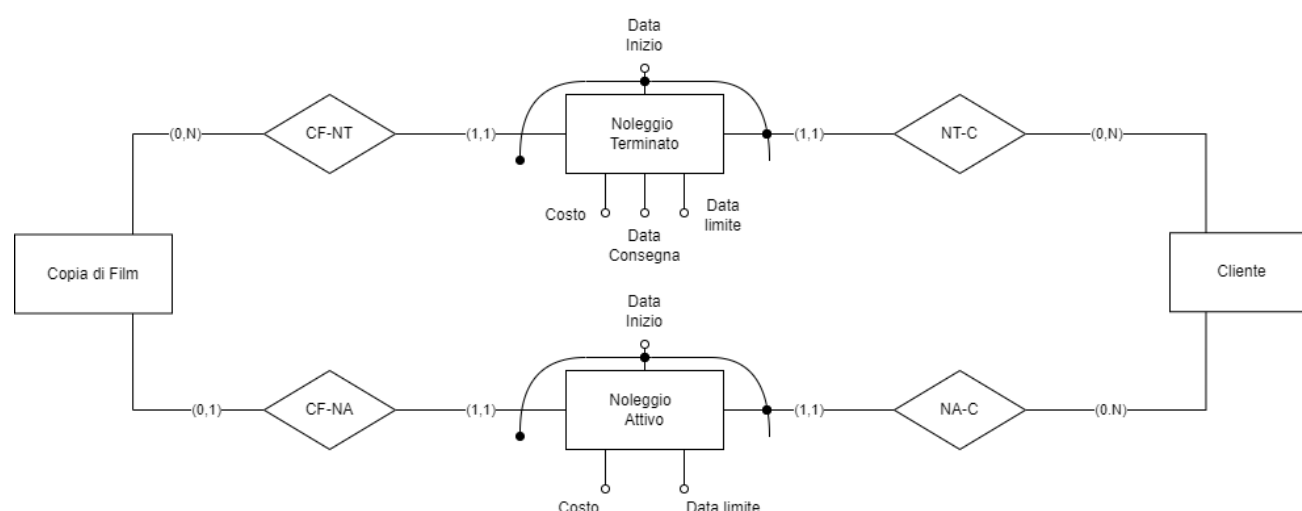 Data
Inizio
(0,N)
CF-NT
(1,1)
Noleggio
Terminato
(1,1)
NT-C
(0,N)
Costo
Data
Consegna
Data
limite
Copia di Film
Cliente
Data
Inizio
(0,1)
CF-NA
(1,1)
Noleggio
Attivo
(1,1)
NA-C
(0.N)
Costo
Data limite